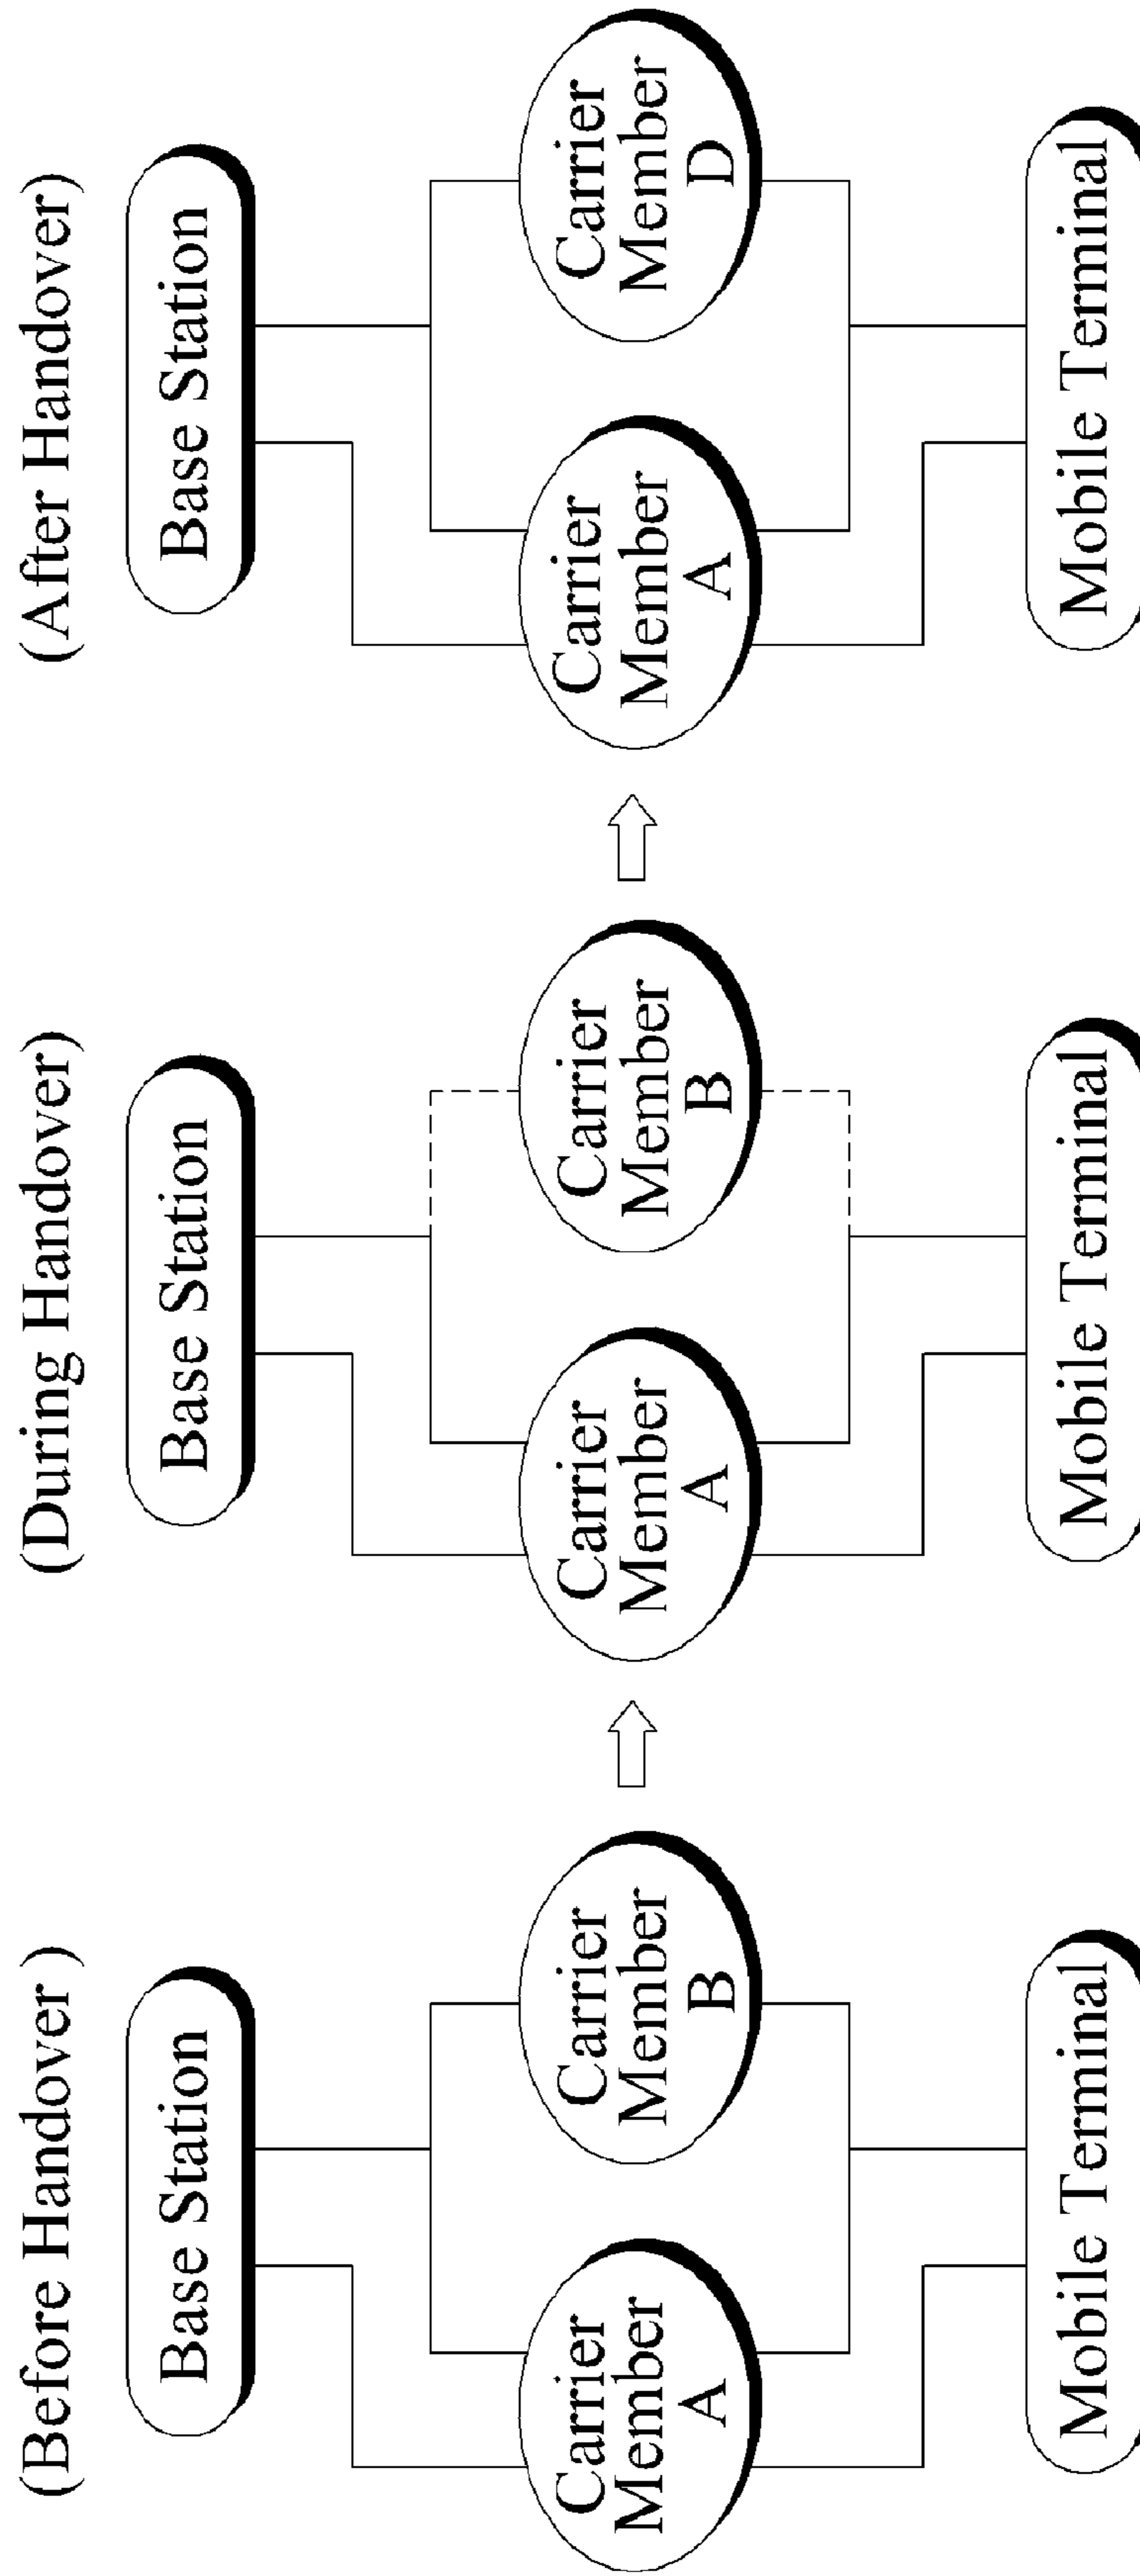 (Before Handover )
Base Station
Carrier
Member
A
Carrier
Member
B
Mobile Terminal
(During Handover)
Base Station
Carrier
Member
A
Carrier
Member
B
Mobile Terminal
(After Handover)
Base Station
Carrier
Member
A
Carrier
Member
D
Mobile Terminal